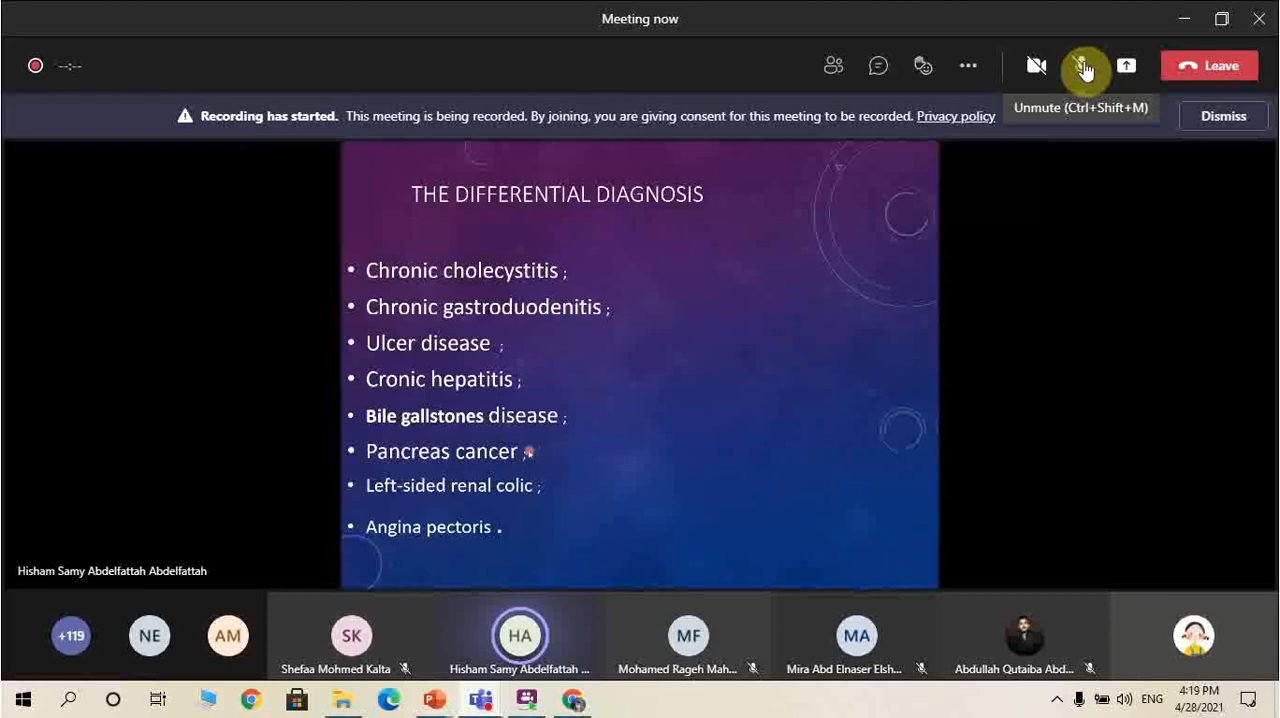 Meeting now
--:--
Leave
Unmute (Ctrl+Shift+M)
Recording has started. This meeting is being recorded. By joining, you are giving consent for this meeting to be recorded. Privacy policy
Dismiss
THE DIFFERENTIAL DIAGNOSIS
• Chronic cholecystitis ;
• Chronic gastroduodenitis ;
• Ulcer disease ;
• Cronic hepatitis ;
• Bile gallstones disease ;
• Pancreas cancer ;
• Left-sided renal colic ;
• Angina pectoris .
Hisham Samy Abdelfattah Abdelfattah
+119
NE
AM
SK
HA
MF
MA
Shefaa Mohmed Kalta
Hisham Samy Abdelfattah ...
Mohamed Rageh Mah...
Mira Abd Elnaser Elsh...
Abdullah Qutaiba Abd...
ENG
4:19 PM
4/28/2021